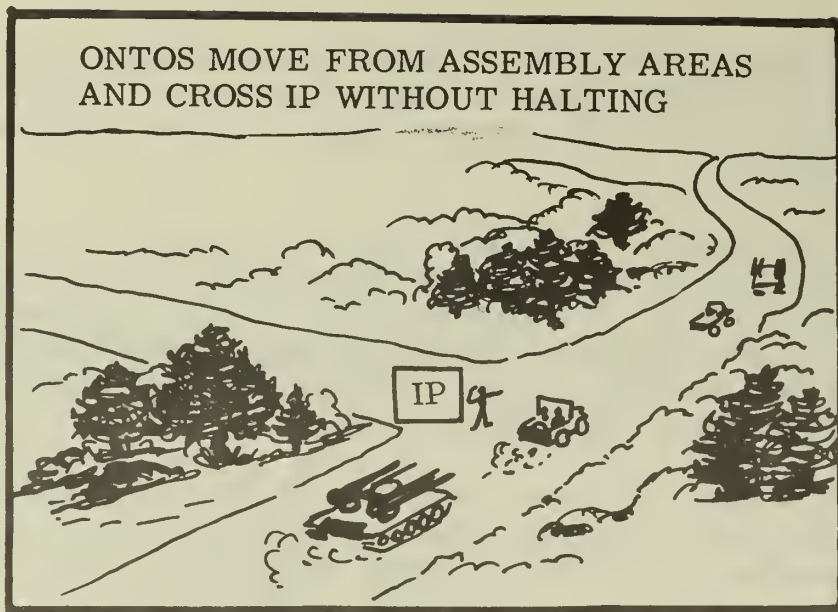 ONTOS MOVE FROM ASSEMBLY AREAS
AND CROSS IP WITHOUT HALTING
IP